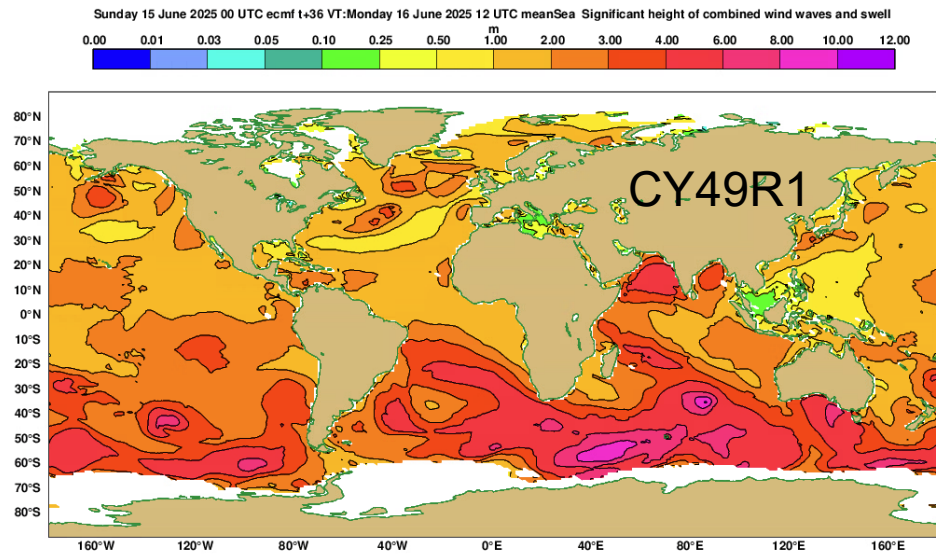 Sunday 15 June 2025 00 UTC ecmf t+36 VT:Monday 16 June 2025 12 UTC meanSea  Significant height of combined wind waves and swell
m
0.00 0.01 0.03 0.05 0.10 0.25 0.50 1.00 2.00 3.00 4.00 6.00 8.00 10.00 12.00
80°N
70°N
60°N
CY49R1
50°N
40°N
30°N
20°N
10°N
0°N
10°S
20°S
30°S
40°S
50°S
60°S
70°S
80°S
160°W 120°W 80°W 40°W 0°E 40°E 80°E 120°E 160°E